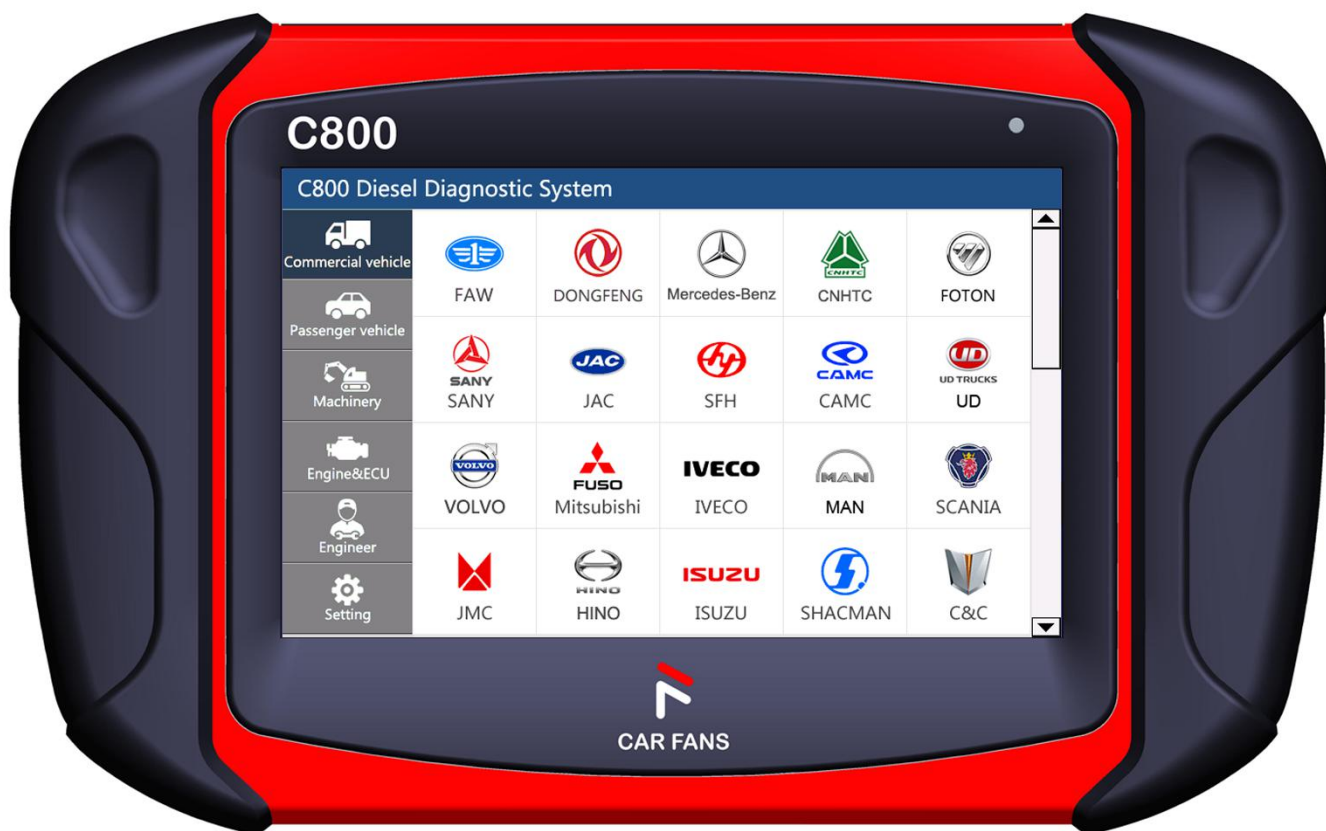 C800
C800 Diesel Diagnostic System
Commercial vehicle
Passenger vehicle
Machinery
Engine&ECU
Engineer
Setting
FAW
DONGFENG
Mercedes-Benz
CNHTC
CNHTC
FOTON
SANY
SANY
JAC
JAC
SFH
CAMC
CAMC
UD
UD TRUCKS
UD
VOLVO
VOLVO
FUSO
Mitsubishi
IVECO
IVECO
MAN
MAN
SCANIA
JMC
HINO
HINO
ISUZU
ISUZU
SHACMAN
C&C
CAR FANS